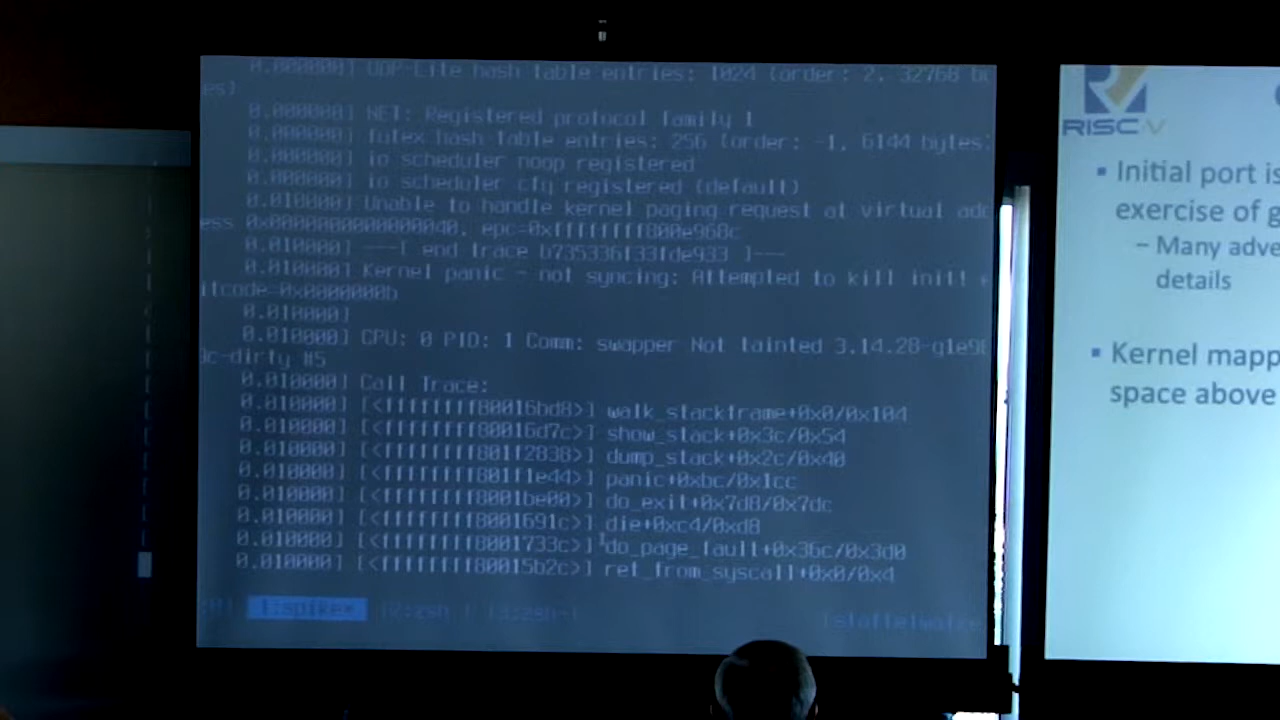 0.000000] UDP-Lite hash table entries: 1024 (order: 2, 32768 b
es]
0.000000] NET: Registered protocol family 1
0.000000] futex hash table entries: 256 (order: -1, 6144 bytes
0.000000] io scheduler noop registered
0.000000] io scheduler cfq registered (default)
0.010000] Unable to handle kernel paging request at virtual add
ess 0x0000000000000040, epc=0xffffffff800e968c
0.010000] ---[ end trace b735336f33fde933 ]---
0.010000] Kernel panic - not syncing: Attempted to kill init!
itcode=0x0000000b
0.010000]
0.010000] CPU: 0 PID: 1 Comm: swapper Not tainted 3.14.28-g1e9
c-dirty #5
0.010000] Call Trace:
0.010000] [<ffffffff80016bd8>] walk_stackframe+0x0/0x104
0.010000] [<ffffffff80016d7c>] show_stack+0x3c/0x54
0.010000] [<ffffffff801f2838>] dump_stack+0x2c/0x40
0.010000] [<ffffffff801f1e44>] panic+0xbc/0x1cc
0.010000] [<ffffffff8001be00>] do_exit+0x7d8/0x7dc
0.010000] [<ffffffff8001691c>] die+0xc4/0xd8
0.010000] [<ffffffff8001733c>] do_page_fault+0x36c/0x3d0
0.010000] [<ffffffff80015b2c>] ret_from_syscall+0x0/0x4
1:spike*
RISC-V
▪ Initial port is
exercise of g
– Many adve
details
▪ Kernel mapp
space above